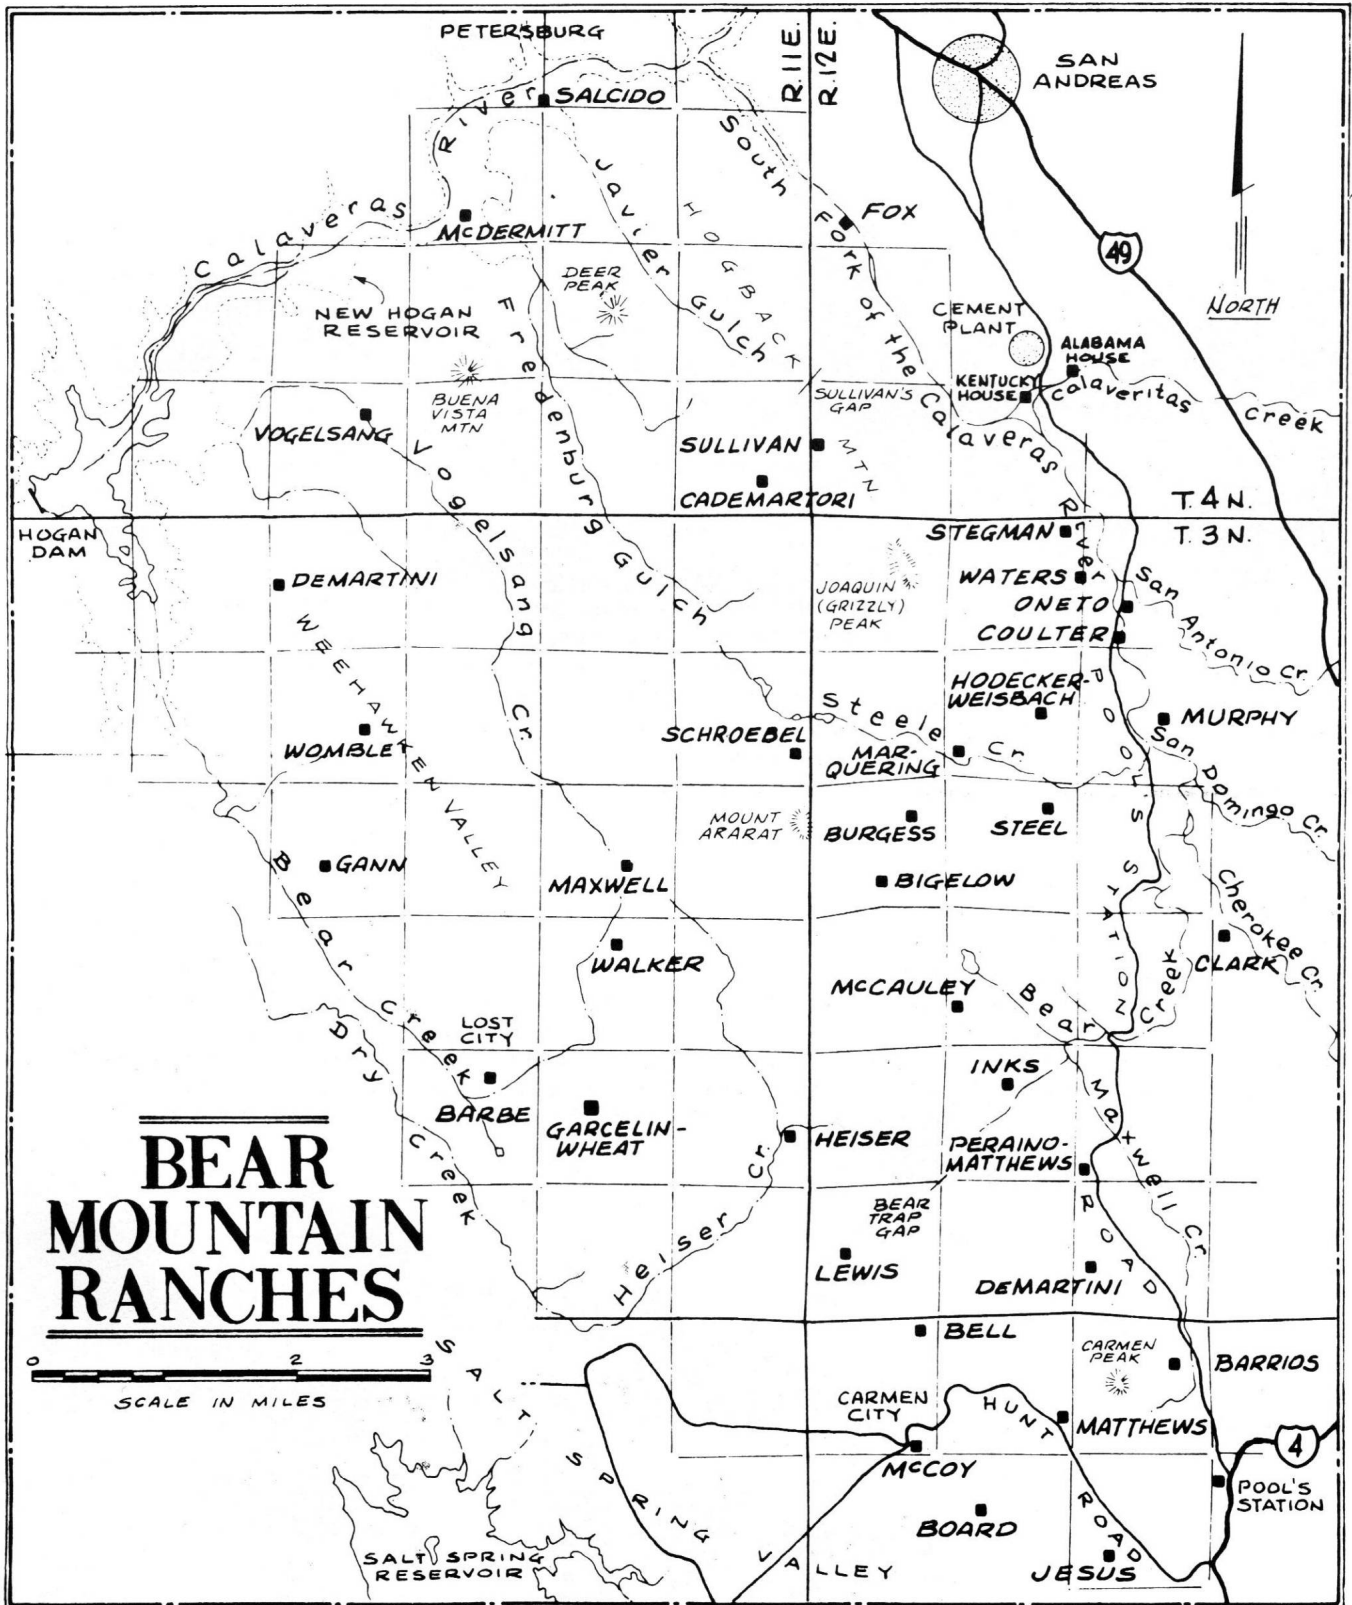 PETERSBURG
R.11E.
R.12E.
SAN
ANDREAS
River
SALCIDO
South Fork of the Calaveras River
Javier Gulch
HOGBACK MTN
FOX
Calaveras
McDERMITT
49
DEER
PEAK
NORTH
NEW HOGAN
RESERVOIR
Fredenburg Gulch
CEMENT
PLANT
ALABAMA
HOUSE
BUENA
VISTA
MTN
SULLIVAN'S
GAP
KENTUCKY
HOUSE
Calaveritas Creek
VOGELSANG
Vogelsang Cr.
SULLIVAN
CADEMARTORI
T. 4 N.
T. 3 N.
HOGAN
DAM
STEGMAN
DEMARTINI
WEEHAWKEN VALLEY
JOAQUIN
(GRIZZLY)
PEAK
WATERS
ONETO
COULTER
San Antonio Cr.
HODECKER-
WEISBACH
POOL'S STATION ROAD
Steele Cr.
MURPHY
WOMBLE
SCHROEBEL
MAR-
QUERING
San Domingo Cr.
MOUNT
ARARAT
BURGESS
STEEL
GANN
MAXWELL
BIGELOW
Bear Creek
Cherokee Cr.
WALKER
CLARK
McCAULEY
Bear Creek
Dry Creek
LOST
CITY
INKS
Maxwell Cr.
BARBE
GARCELIN-
WHEAT
HEISER
PERAINO-
MATTHEWS
BEAR
MOUNTAIN
RANCHES
Heiser Cr.
BEAR
TRAP
GAP
LEWIS
DEMARTINI
BELL
CARMEN
PEAK
BARRIOS
0 2 3
SCALE IN MILES
SALT SPRING VALLEY
CARMEN
CITY
HUNT ROAD
MATTHEWS
4
McCOY
POOL'S
STATION
BOARD
SALT SPRING
RESERVOIR
JESUS